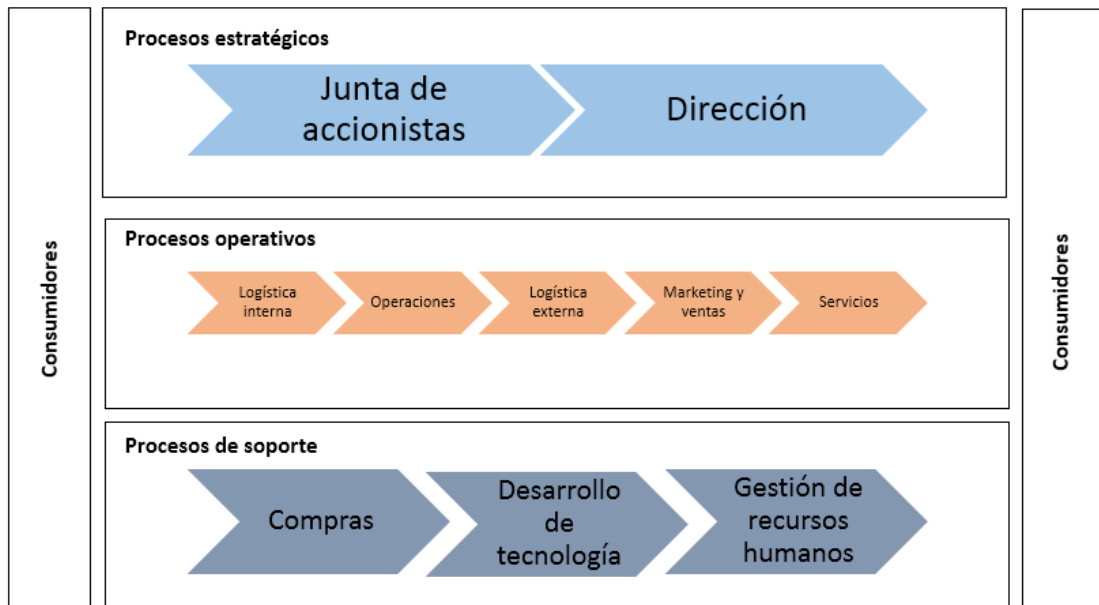 Consumidores
Procesos estratégicos
Junta de
accionistas
Dirección
Procesos operativos
Logística
interna
Operaciones
Logística
externa
Marketing y
ventas
Servicios
Procesos de soporte
Compras
Desarrollo
de
tecnología
Gestión de
recursos
humanos
Consumidores